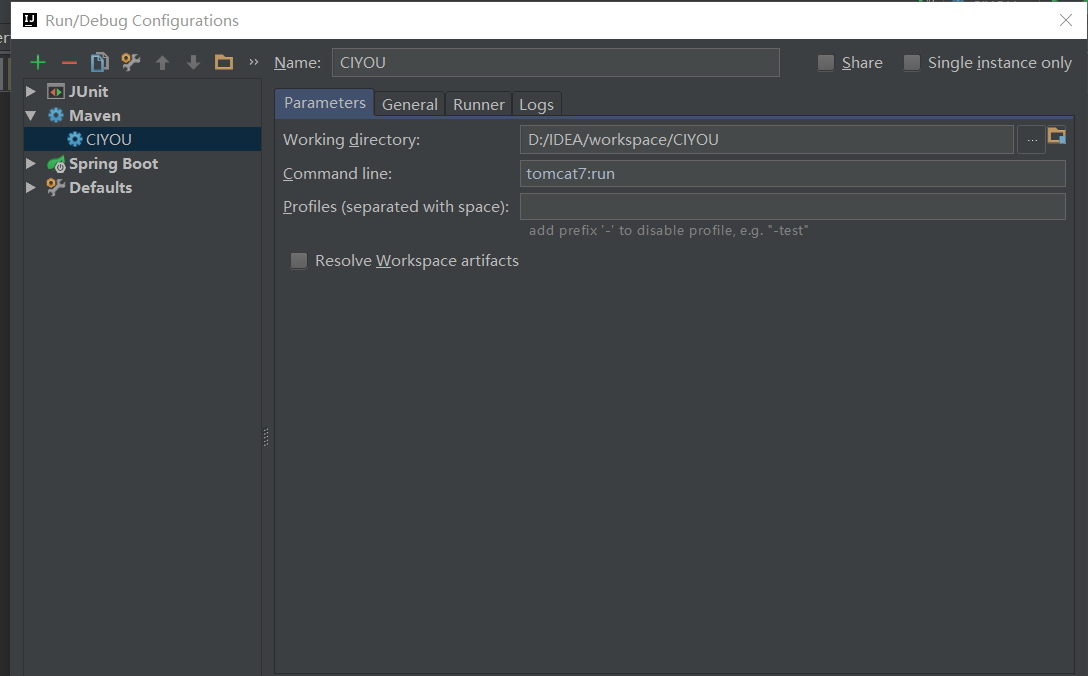 Run/Debug Configurations
Name: CIYOU Share Single instance only
JUnit
Maven
CIYOU
Spring Boot
Defaults
Parameters General Runner Logs
Working directory: D:/IDEA/workspace/CIYOU ...
Command line: tomcat7:run
Profiles (separated with space):
add prefix '-' to disable profile, e.g. "-test"
Resolve Workspace artifacts